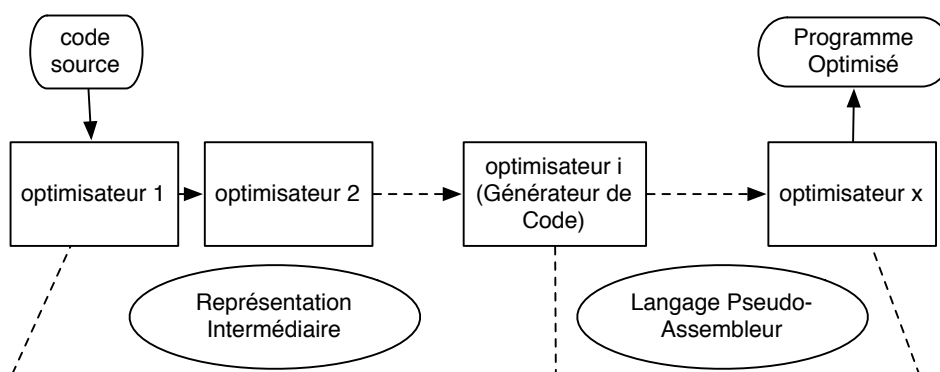 code
source
Programme
Optimisé
optimisateur 1
optimisateur 2
optimisateur i
(Générateur de
Code)
optimisateur x
Représentation
Intermédiaire
Langage Pseudo-
Assembleur